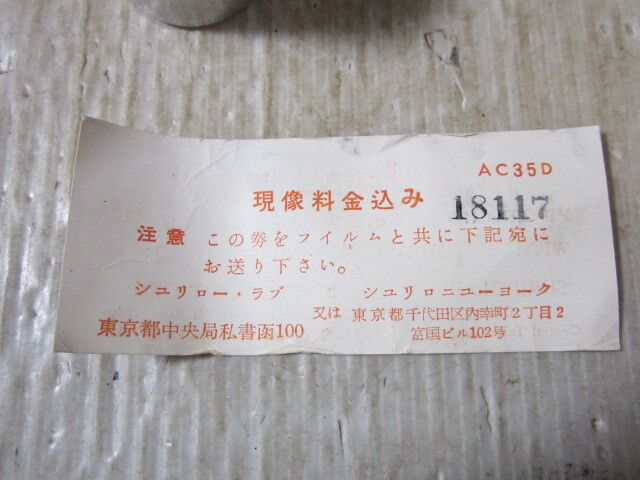 AC35D
現像料金込み 18117
注意 この券をフイルムと共に下記宛に
お送り下さい。
シユリロー・ラブ
東京都中央局私書函100
シユリロニユーヨーク
又は 東京都千代田区内幸町2丁目2
富国ビル102号